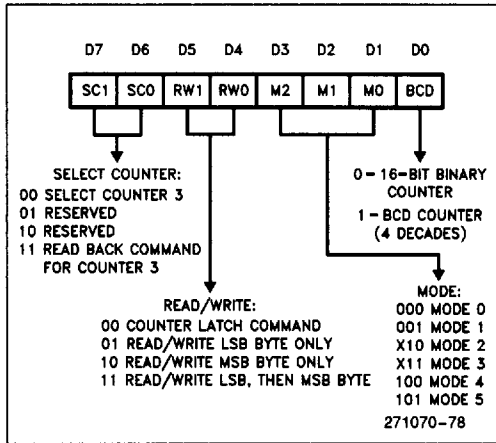 D7 D6 D5 D4 D3 D2 D1 D0
SC1 SC0 RW1 RW0 M2 M1 M0 BCD
SELECT COUNTER:
00 SELECT COUNTER 3
01 RESERVED
10 RESERVED
11 READ BACK COMMAND
FOR COUNTER 3
0-16-BIT BINARY
COUNTER
1-BCD COUNTER
(4 DECADES)
READ/WRITE:
00 COUNTER LATCH COMMAND
01 READ/WRITE LSB BYTE ONLY
10 READ/WRITE MSB BYTE ONLY
11 READ/WRITE LSB, THEN MSB BYTE
MODE:
000 MODE 0
001 MODE 1
X10 MODE 2
X11 MODE 3
100 MODE 4
101 MODE 5
271070-78